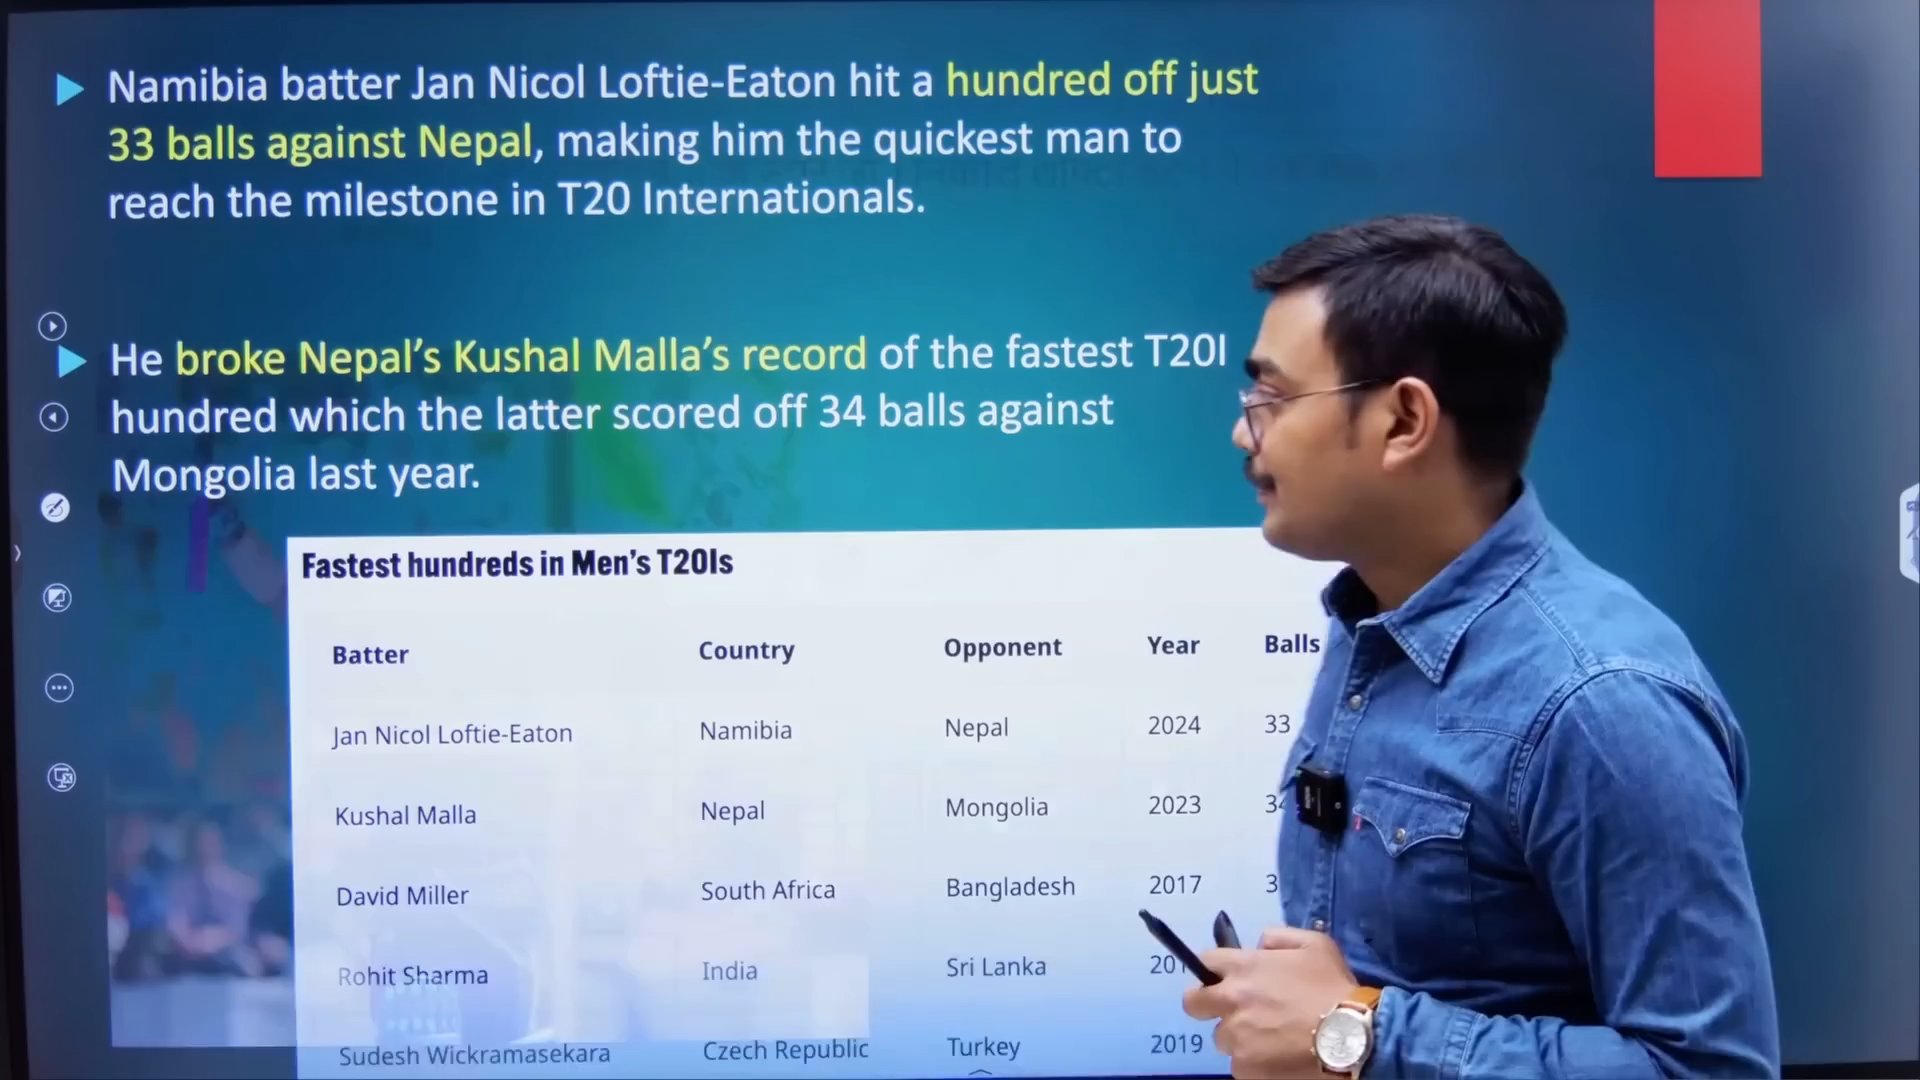 Namibia batter Jan Nicol Loftie-Eaton hit a hundred off just
33 balls against Nepal, making him the quickest man to
reach the milestone in T20 Internationals.
He broke Nepal's Kushal Malla's record of the fastest T20I
hundred which the latter scored off 34 balls against
Mongolia last year.
Fastest hundreds in Men's T20Is
Batter Country Opponent Year Balls
Jan Nicol Loftie-Eaton Namibia Nepal 2024 33
Kushal Malla Nepal Mongolia 2023
David Miller South Africa Bangladesh 2017
Rohit Sharma India Sri Lanka
Sudesh Wickramasekara Czech Republic Turkey 2019